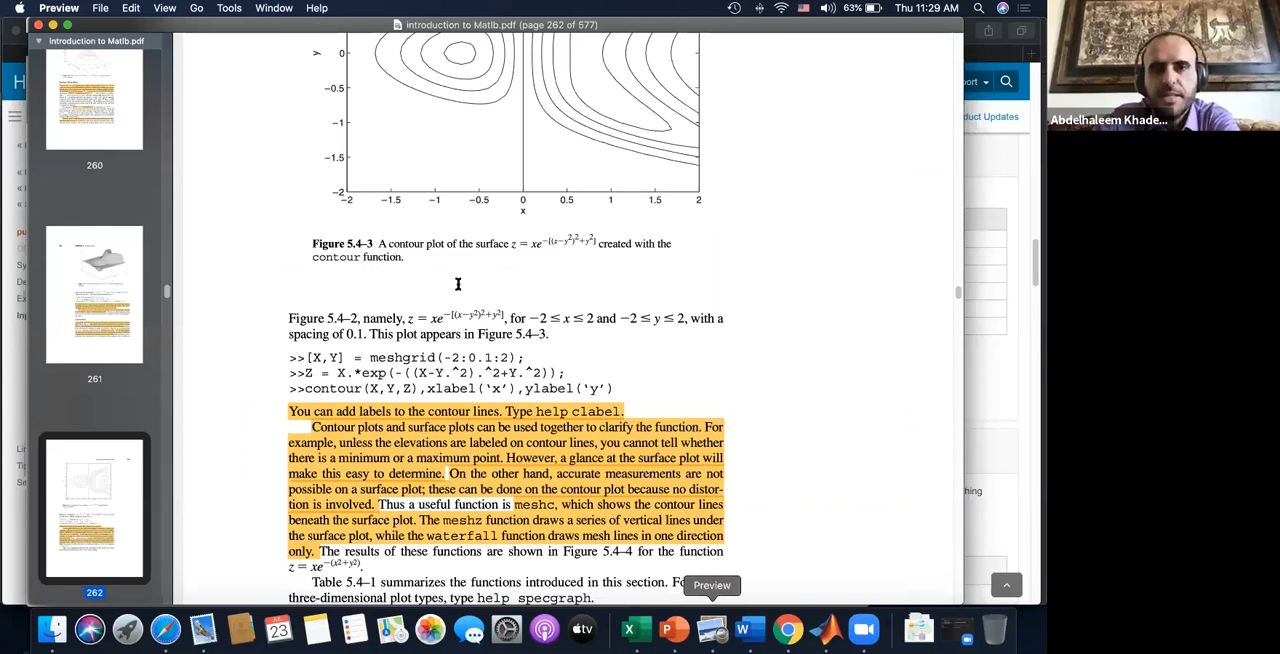 Preview File Edit View Go Tools Window Help
63% Thu 11:29 AM
introduction to Matlb.pdf (page 262 of 577)
introduction to Matlb.pdf
260
261
262
y
0
−0.5
−1
−1.5
−2
−2 −1.5 −1 −0.5 0 0.5 1 1.5 2
x
Figure 5.4–3 A contour plot of the surface z = xe−[(x−y2)2+y2] created with the
contour function.
Figure 5.4–2, namely, z = xe−[(x−y2)2+y2] for −2 ≤ x ≤ 2 and −2 ≤ y ≤ 2, with a
spacing of 0.1. This plot appears in Figure 5.4–3.
>>[X,Y] = meshgrid(-2:0.1:2);
>>Z = X.*exp(-((X-Y.^2).^2+Y.^2));
>>contour(X,Y,Z),xlabel('x'),ylabel('y')
You can add labels to the contour lines. Type help clabel.
Contour plots and surface plots can be used together to clarify the function. For
example, unless the elevations are labeled on contour lines, you cannot tell whether
there is a minimum or a maximum point. However, a glance at the surface plot will
make this easy to determine. On the other hand, accurate measurements are not
possible on a surface plot; these can be done on the contour plot because no distor-
tion is involved. Thus a useful function is meshc, which shows the contour lines
beneath the surface plot. The meshz function draws a series of vertical lines under
the surface plot, while the waterfall function draws mesh lines in one direction
only. The results of these functions are shown in Figure 5.4–4 for the function
z = xe−(x2+y2).
Table 5.4–1 summarizes the functions introduced in this section. Fo
three-dimensional plot types, type help specgraph.
Preview
port
duct Updates
hing
Abdelhaleem Khade...
H
pu
Sy
De
Ex
Inp
Lin
Tip
Se
JUL
23
tv
X
P
W